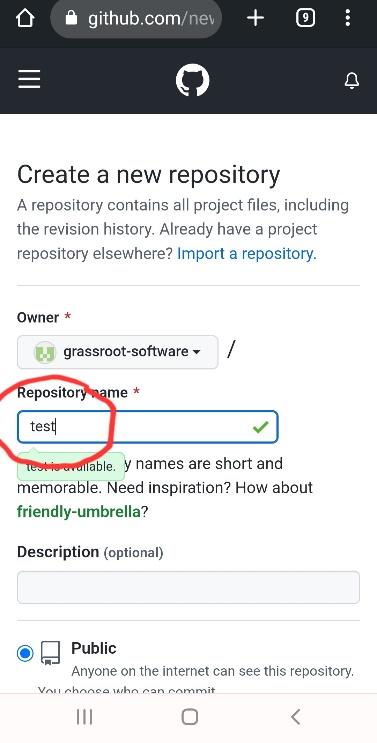 github.com/nev
9
Create a new repository
A repository contains all project files, including
the revision history. Already have a project
repository elsewhere? Import a repository.
Owner *
grassroot-software /
Repository name *
test
test is available. y names are short and
memorable. Need inspiration? How about
friendly-umbrella?
Description (optional)
Public
Anyone on the internet can see this repository.
You choose who can commit.